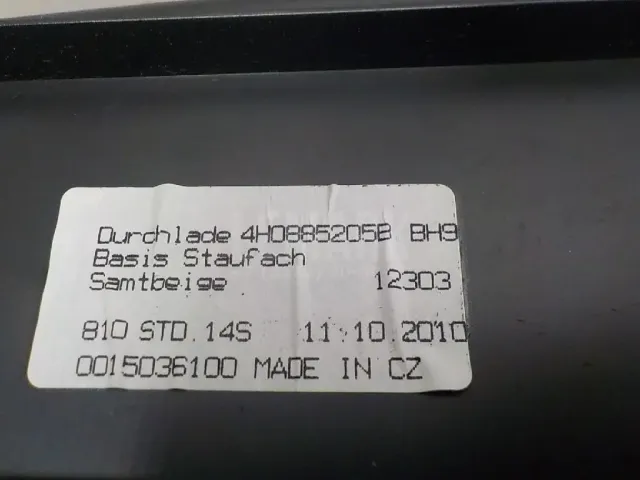 Durchlade 4H0885205B BH9
Basis Staufach
Samtbeige 12303
810 STD.14S 11.10.2010
0015036100 MADE IN CZ